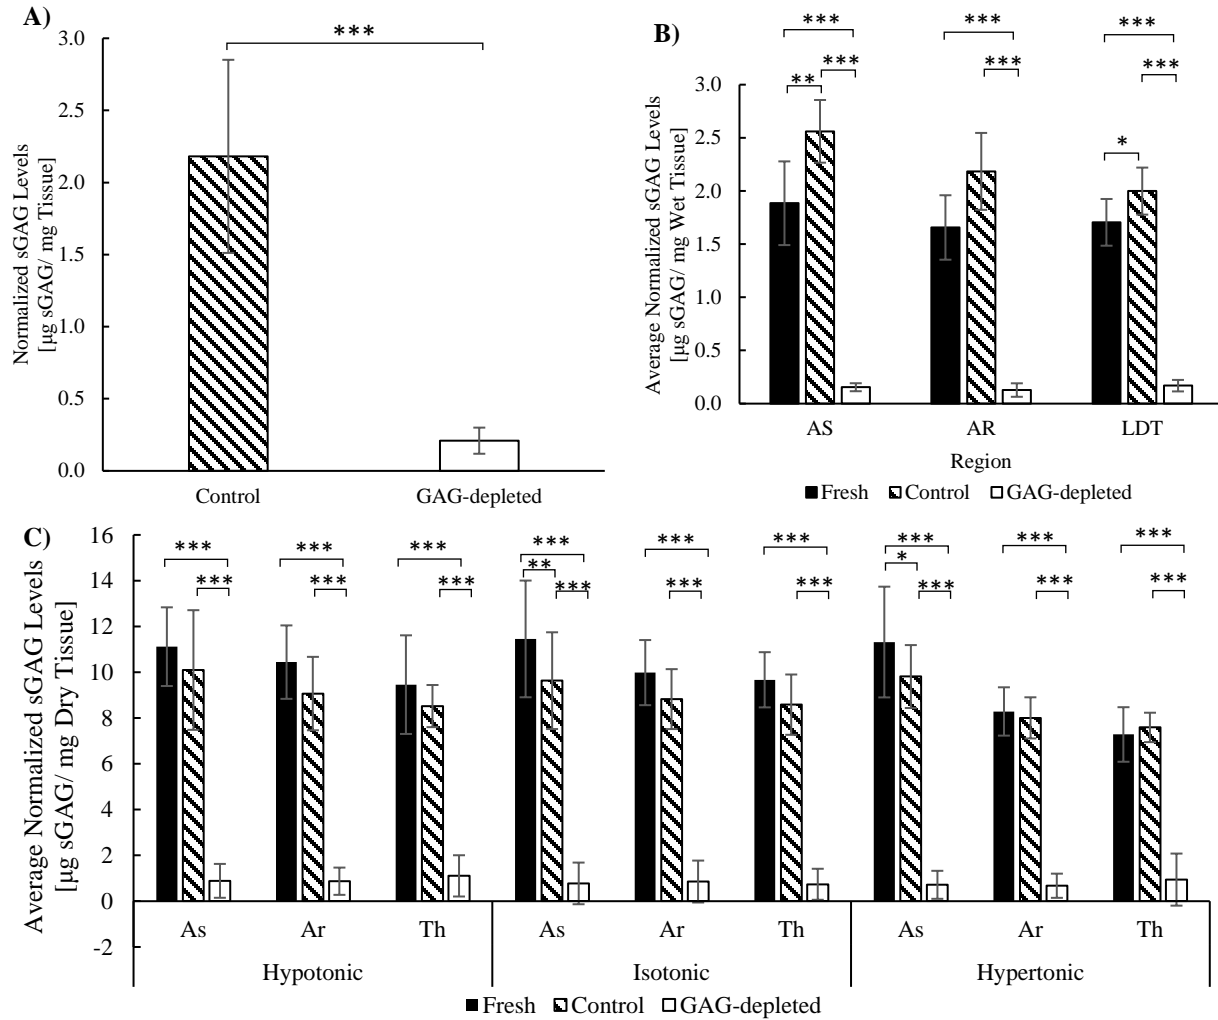 A)
***
3.0
2.5
2.0
1.5
1.0
0.5
0.0
Normalized sGAG Levels
[µg sGAG/ mg Tissue]
Control GAG-depleted
B)
*** *** ***
*** *** ***
**
*
3.0
2.5
2.0
1.5
1.0
0.5
0.0
Average Normalized sGAG Levels
[µg sGAG/ mg Wet Tissue]
AS AR LDT
Region
Fresh Control GAG-depleted
C)
*** *** *** *** *** *** *** *** ***
** *
*** *** *** *** *** *** *** *** ***
16
14
12
10
8
6
4
2
0
-2
Average Normalized sGAG Levels
[µg sGAG/ mg Dry Tissue]
As Ar Th As Ar Th As Ar Th
Hypotonic Isotonic Hypertonic
Fresh Control GAG-depleted